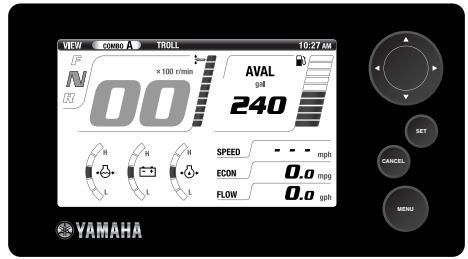 VIEW COMBO A TROLL 10:27 AM
F
N
R
×100 r/min
00
AVAL
gal
240
H H H
L L L
SPEED - - - mph
ECON 0.0 mpg
FLOW 0.0 gph
SET
CANCEL
MENU
YAMAHA